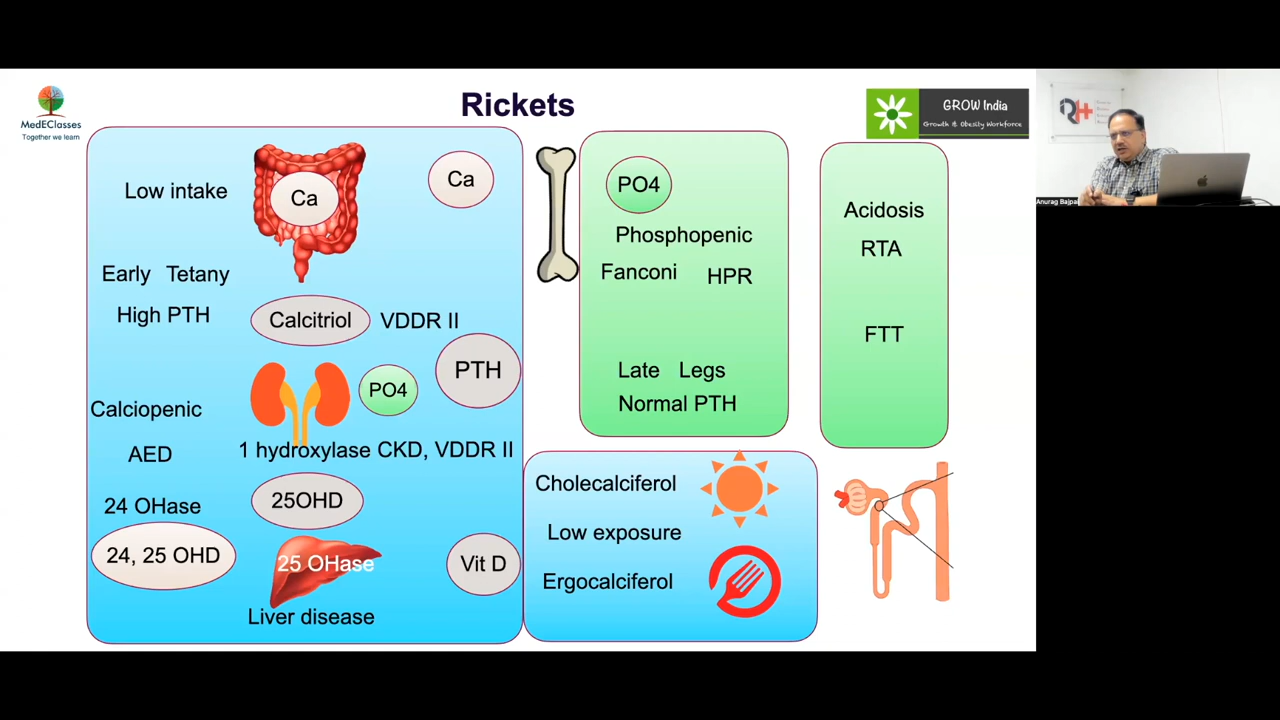 Rickets
MedEClasses
Together we learn
GROW India
Growth & Obesity Workforce
Low intake
Ca
Ca
Early Tetany
High PTH
Calcitriol
VDDR II
PTH
PO4
Calciopenic
AED
1 hydroxylase CKD, VDDR II
24 OHase
25OHD
24, 25 OHD
25 OHase
Vit D
Liver disease
PO4
Phosphopenic
Fanconi
HPR
Late Legs
Normal PTH
Acidosis
RTA
FTT
Cholecalciferol
Low exposure
Ergocalciferol
Anurag Bajpai